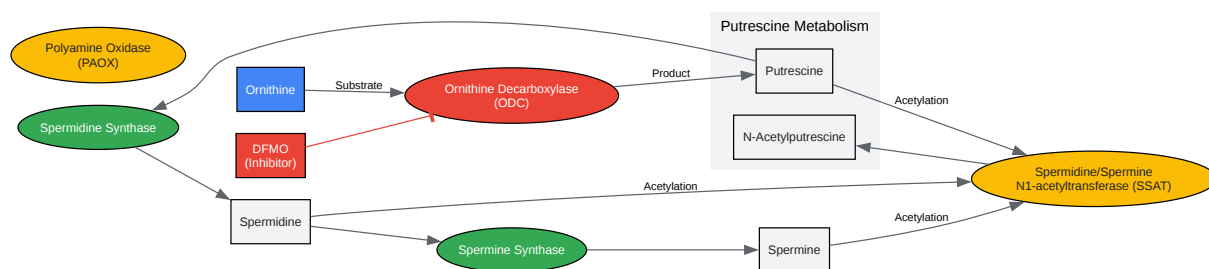 Putrescine Metabolism
Polyamine Oxidase
(PAOX)
Ornithine
Substrate
Ornithine Decarboxylase
(ODC)
Product
Putrescine
Acetylation
Spermidine Synthase
DFMO
(Inhibitor)
N-Acetylputrescine
Spermidine/Spermine
N1-acetyltransferase (SSAT)
Acetylation
Spermidine
Acetylation
Spermine Synthase
Spermine